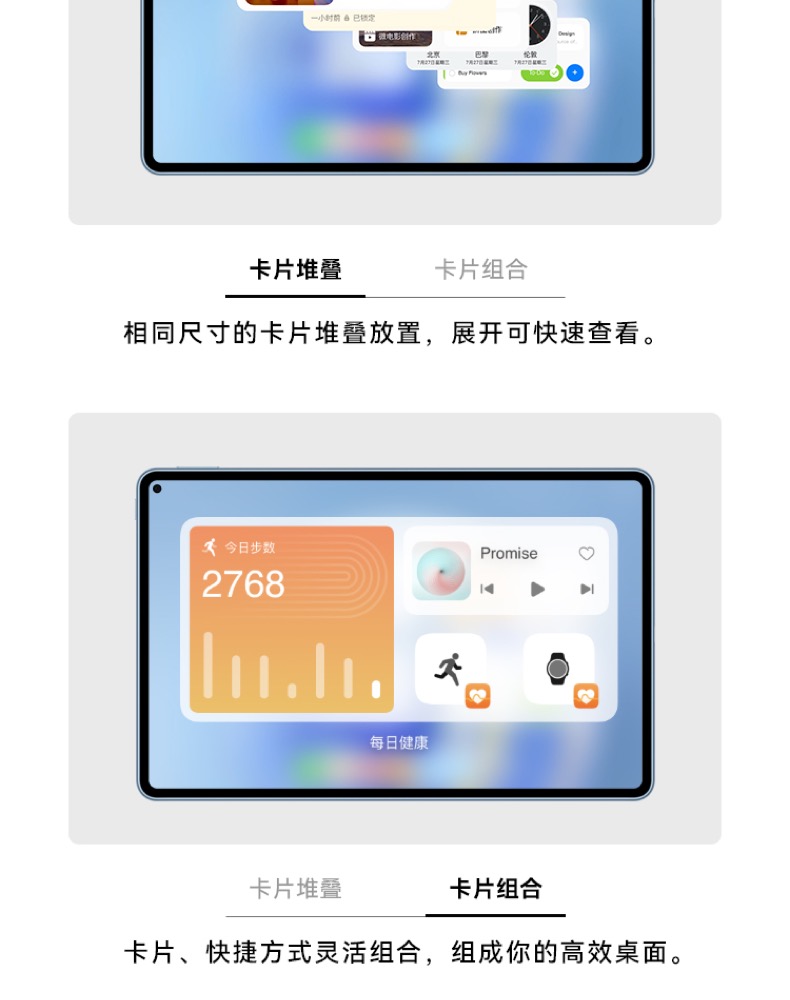 一小时前 已锁定
微电影创作
Design
北京
巴黎
伦敦
7月27日星期三
7月27日星期三
7月27日星期三
Buy Flowers
To Do
卡片堆叠
卡片组合
相同尺寸的卡片堆叠放置，展开可快速查看。
今日步数
2768
Promise
每日健康
卡片堆叠
卡片组合
卡片、快捷方式灵活组合，组成你的高效桌面。